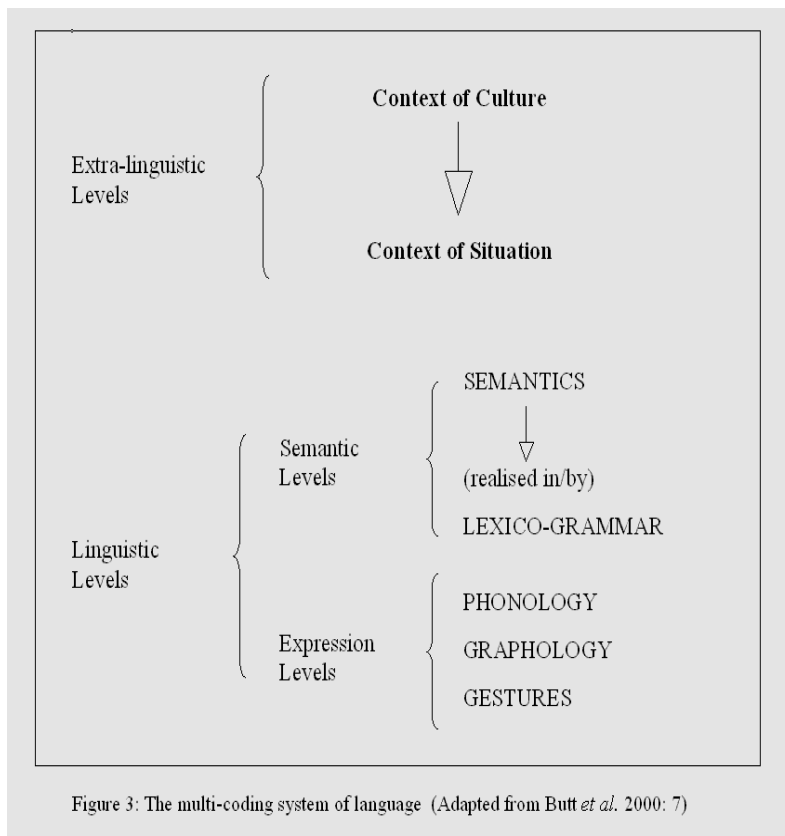 Context of Culture
Extra-linguistic
Levels
Context of Situation
SEMANTICS
Semantic
Levels
(realised in/by)
LEXICO-GRAMMAR
Linguistic
Levels
PHONOLOGY
Expression
Levels
GRAPHOLOGY
GESTURES
Figure 3: The multi-coding system of language (Adapted from Butt et al. 2000: 7)